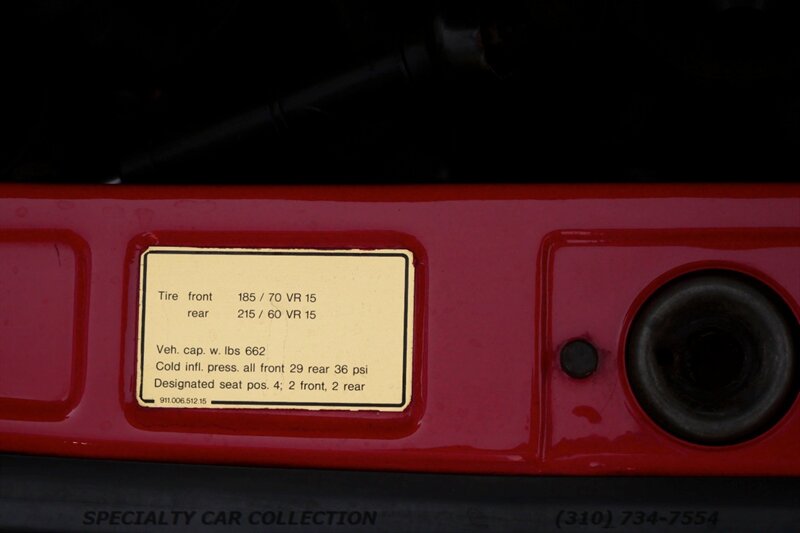 Tire front 185 / 70 VR 15
rear 215 / 60 VR 15
Veh. cap. w. lbs 662
Cold infl. press. all front 29 rear 36 psi
Designated seat pos. 4; 2 front, 2 rear
911.006.512.15
SPECIALTY CAR COLLECTION (310) 734-7554